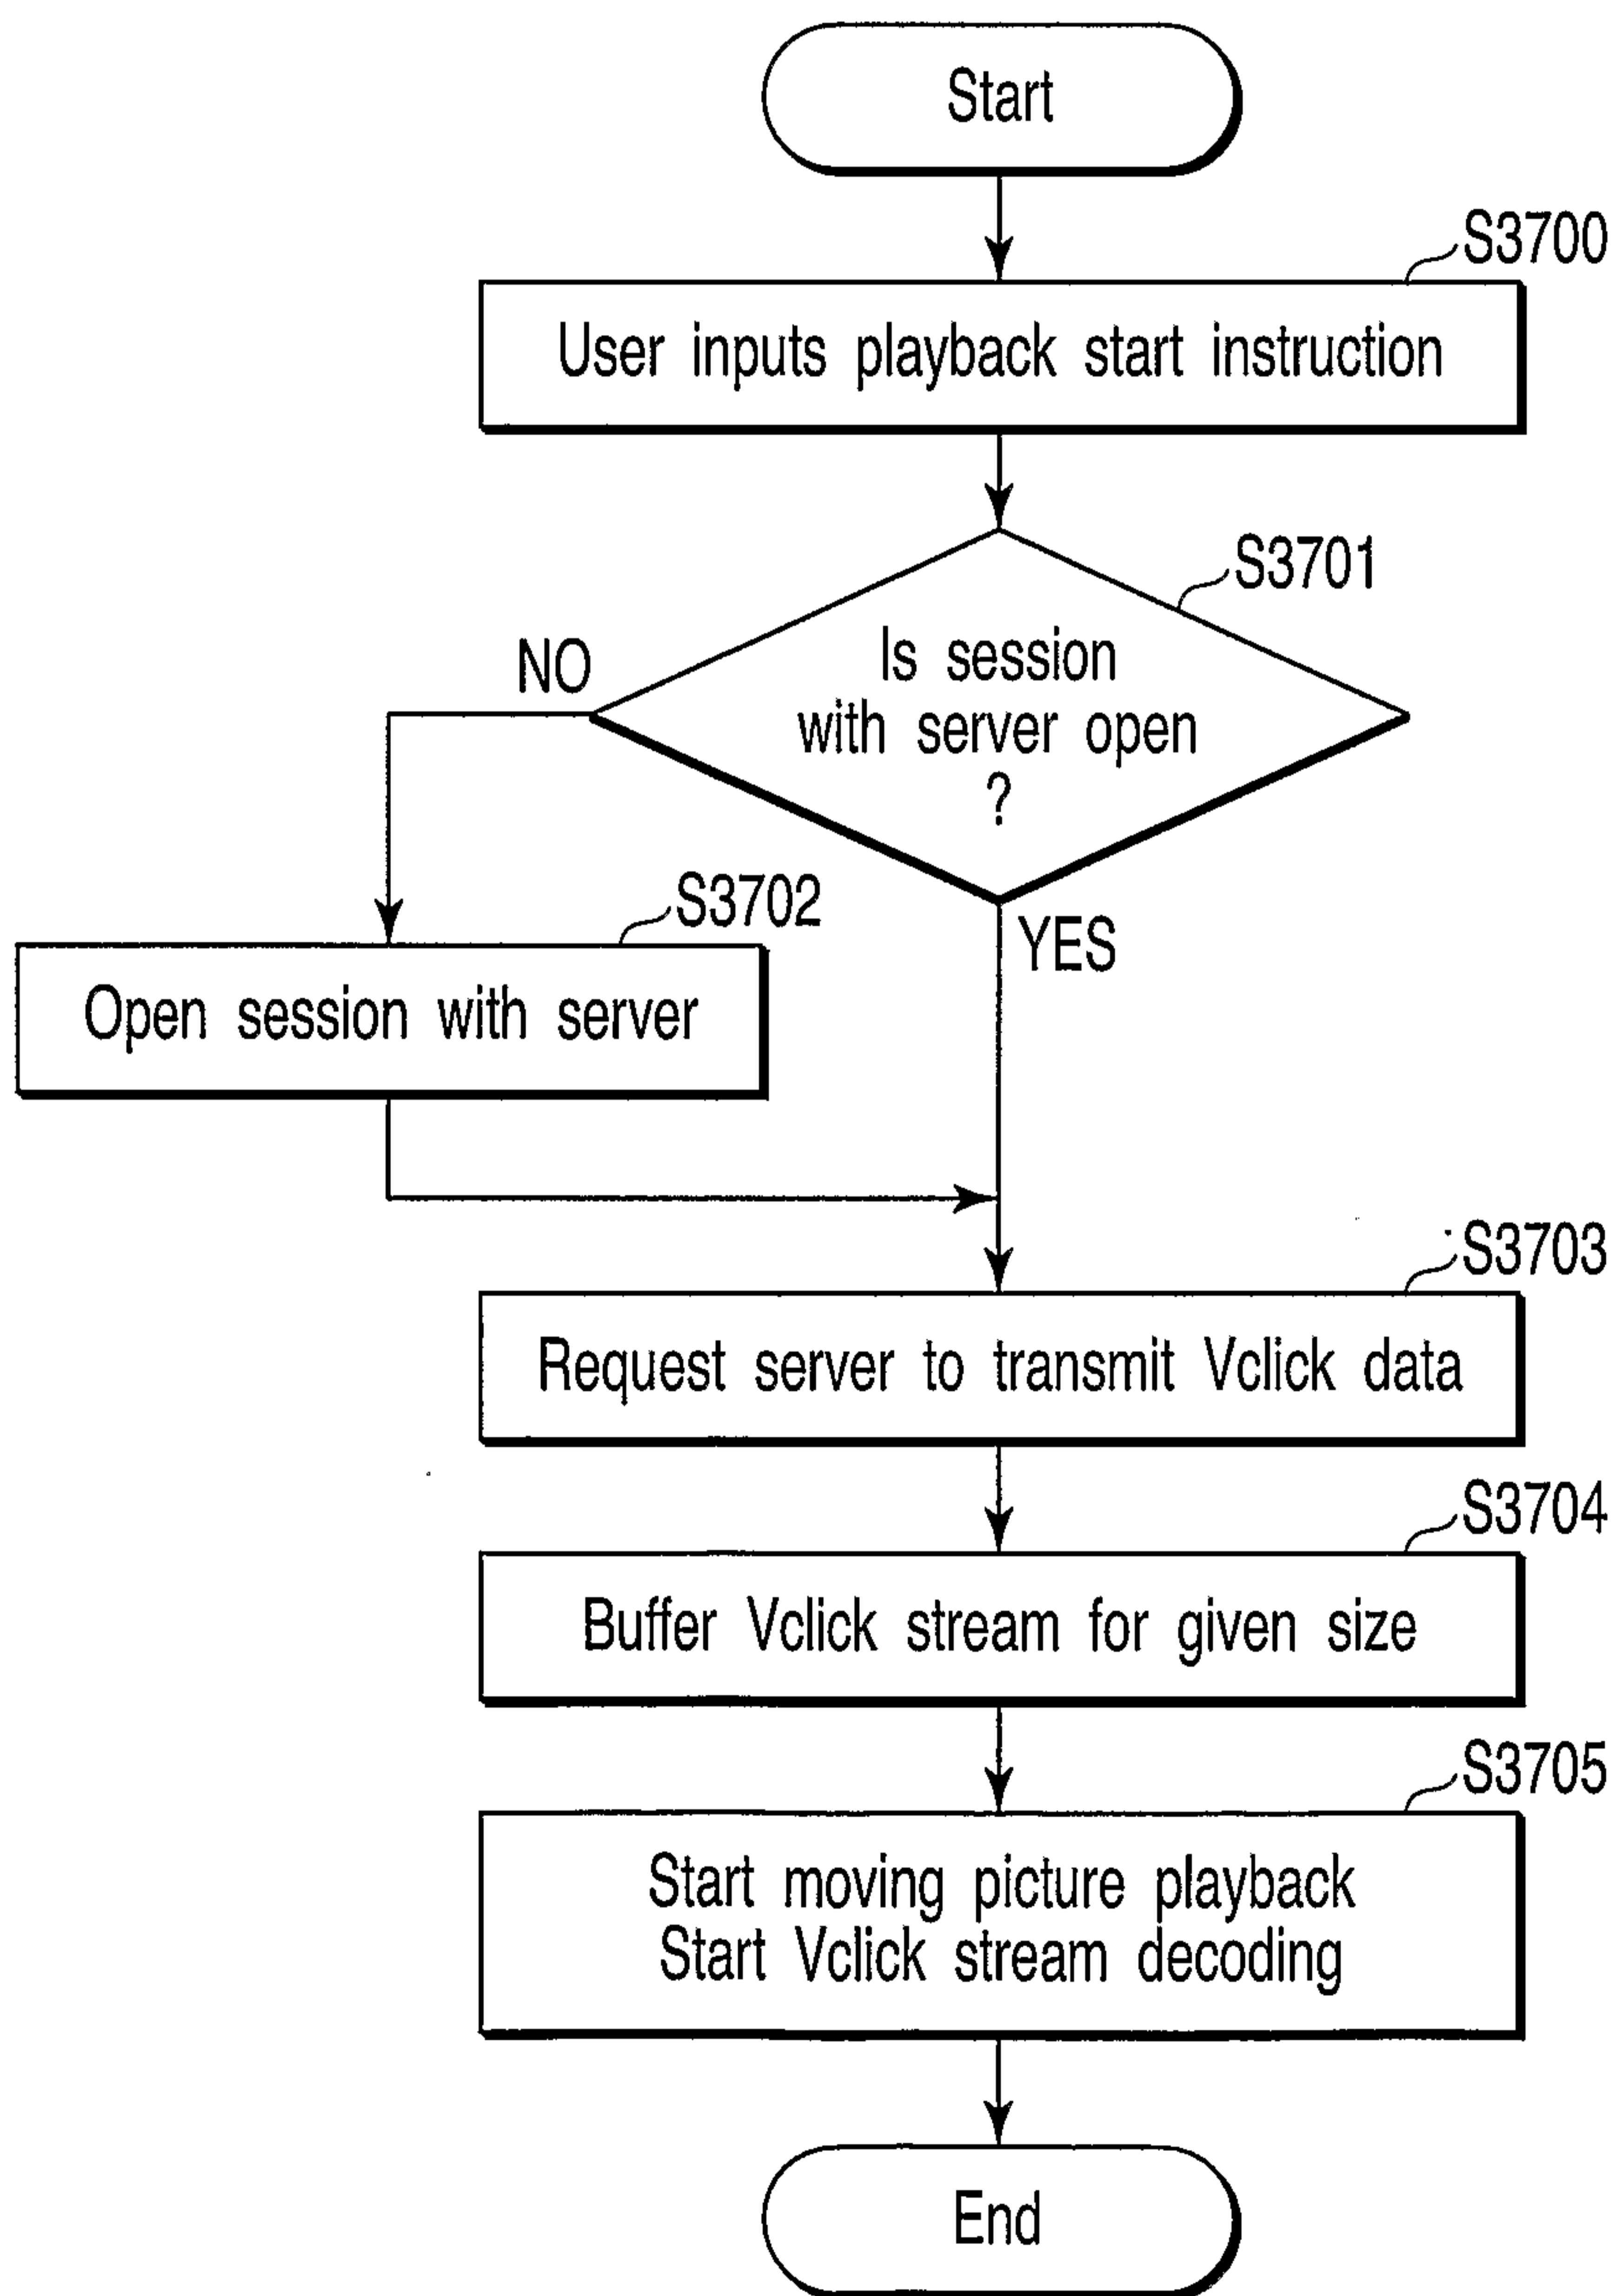 Start
S3700
User inputs playback start instruction
S3701
Is session
with server open
?
NO
YES
S3702
Open session with server
S3703
Request server to transmit Vclick data
S3704
Buffer Vclick stream for given size
S3705
Start moving picture playback
Start Vclick stream decoding
End